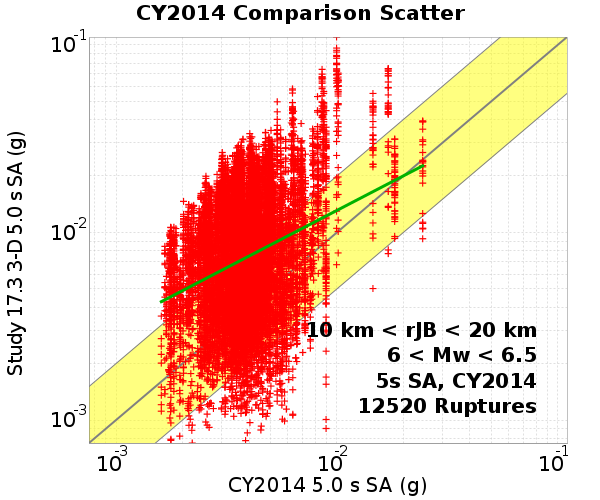 CY2014 Comparison Scatter
Study 17.3 3-D 5.0 s SA (g)
10⁻¹
10⁻²
10⁻³
10 km < rJB < 20 km
6 < Mw < 6.5
5s SA, CY2014
12520 Ruptures
10⁻³
10⁻²
10⁻¹
CY2014 5.0 s SA (g)